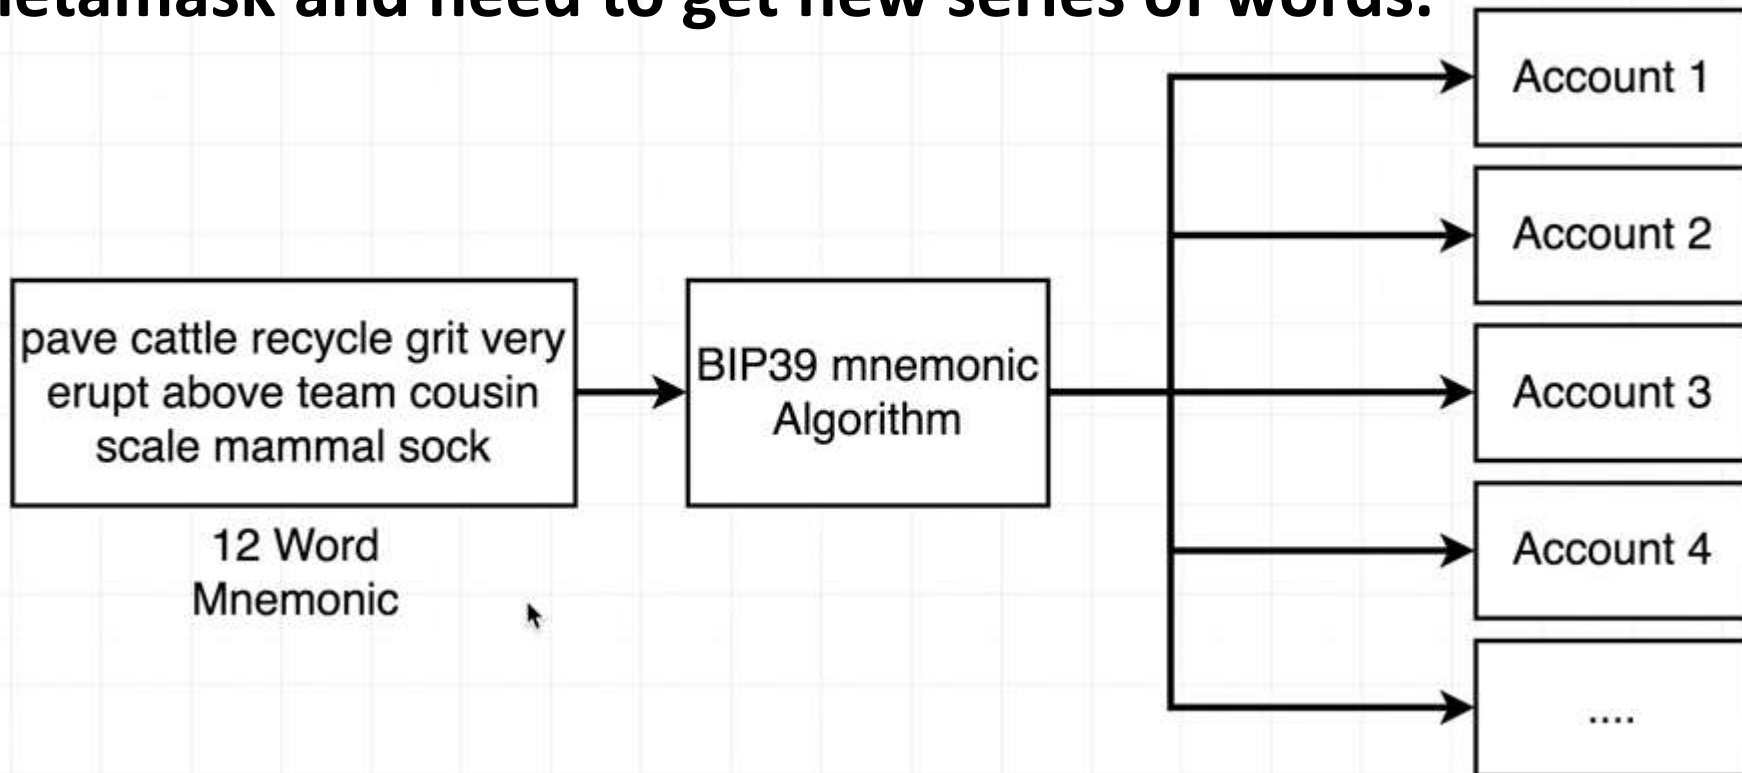 metamask and need to get new series of words.
Account 1
Account 2
pave cattle recycle grit very
erupt above team cousin
scale mammal sock
BIP39 mnemonic
Algorithm
Account 3
12 Word
Mnemonic
Account 4
....